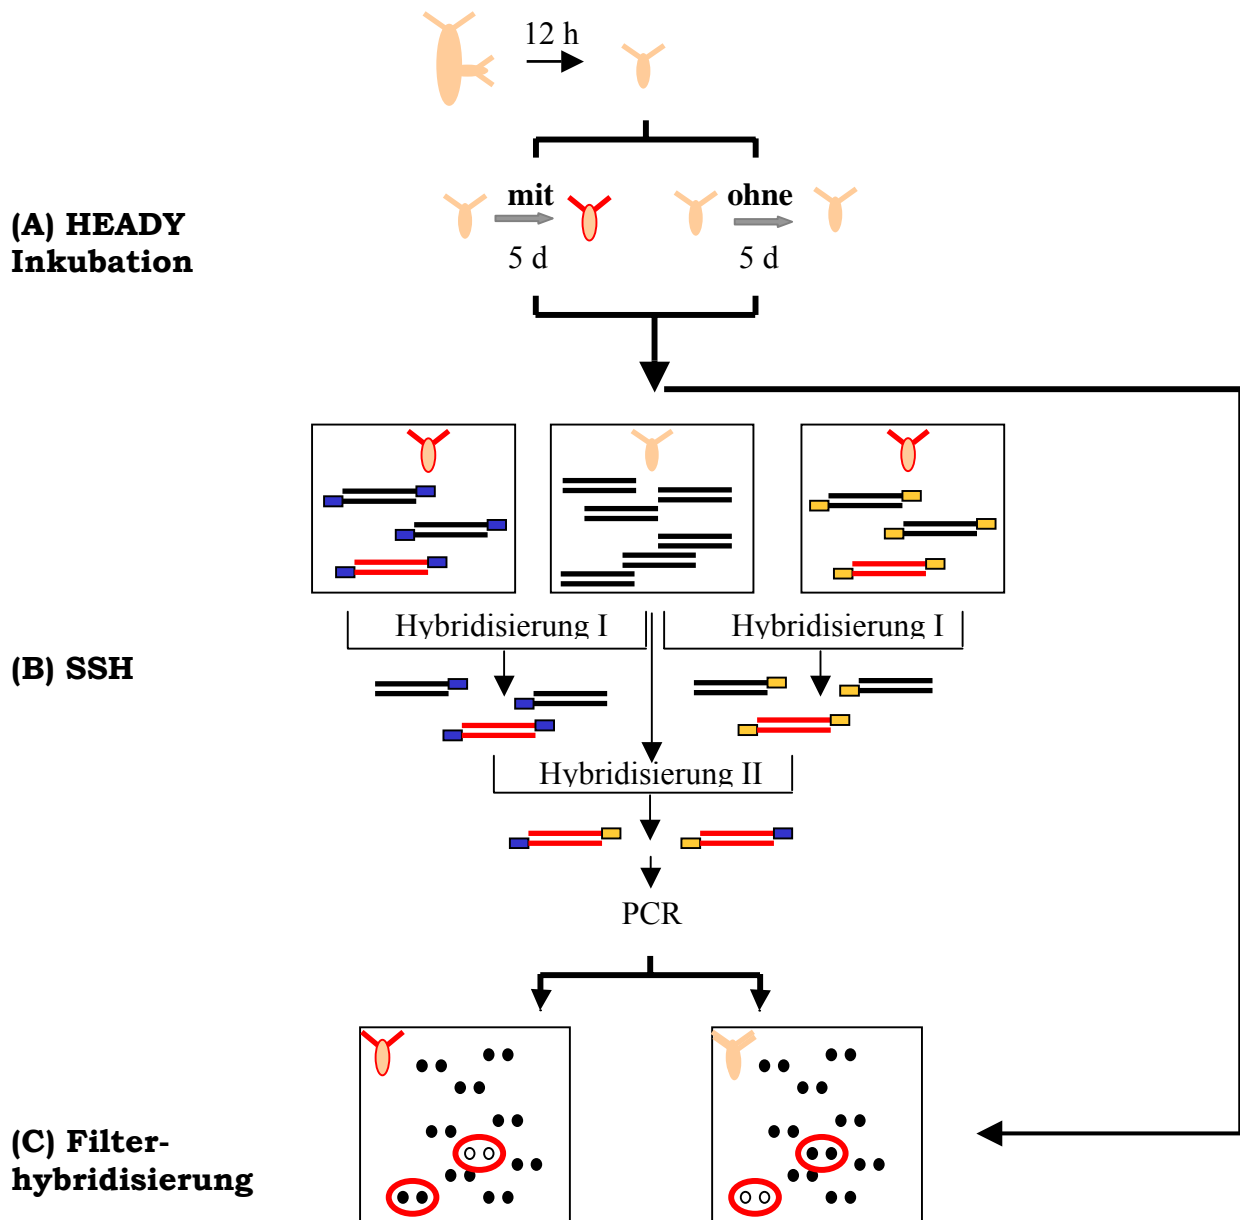 12 h
(A) HEADY
Inkubation
mit
ohne
5 d
5 d
Hybridisierung I
Hybridisierung I
(B) SSH
Hybridisierung II
PCR
(C) Filter-
hybridisierung